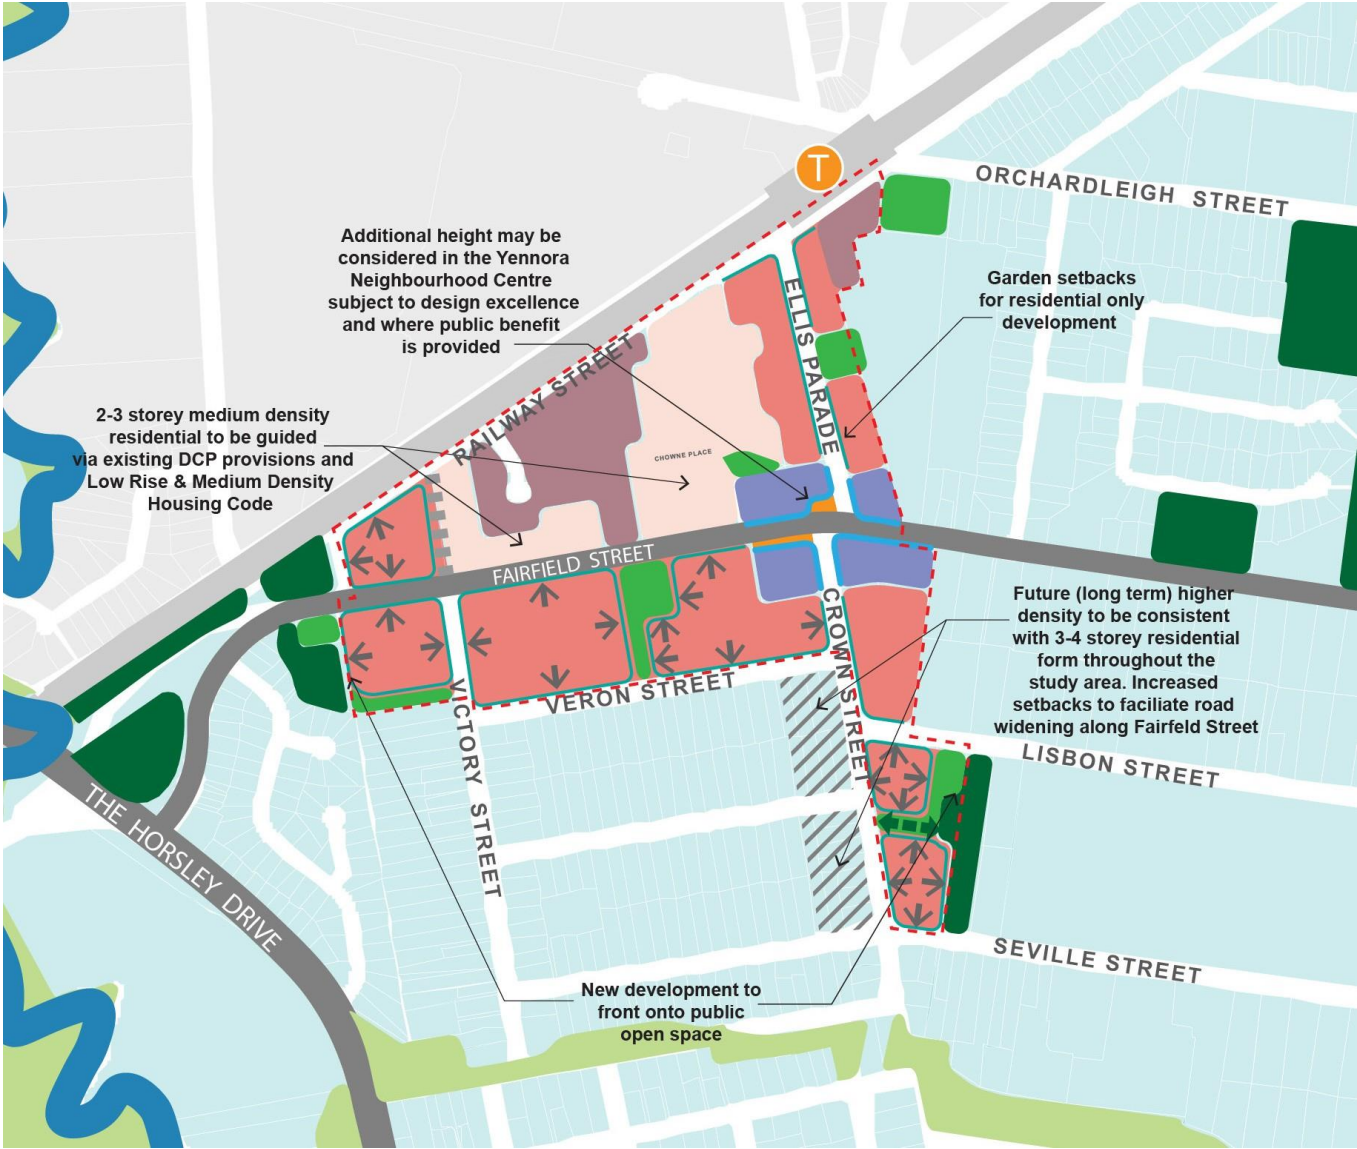 T
ORCHARDLEIGH STREET
Additional height may be
considered in the Yennora
Neighbourhood Centre
subject to design excellence
and where public benefit
is provided
Garden setbacks
for residential only
development
ELLIS PARADE
RAILWAY STREET
2-3 storey medium density
residential to be guided
via existing DCP provisions and
Low Rise & Medium Density
Housing Code
CHOWNE PLACE
FAIRFIELD STREET
Future (long term) higher
density to be consistent
with 3-4 storey residential
form throughout the
study area. Increased
setbacks to faciliate road
widening along Fairfeld Street
CROWN STREET
VERON STREET
VICTORY STREET
LISBON STREET
THE HORSLEY DRIVE
SEVILLE STREET
New development to
front onto public
open space